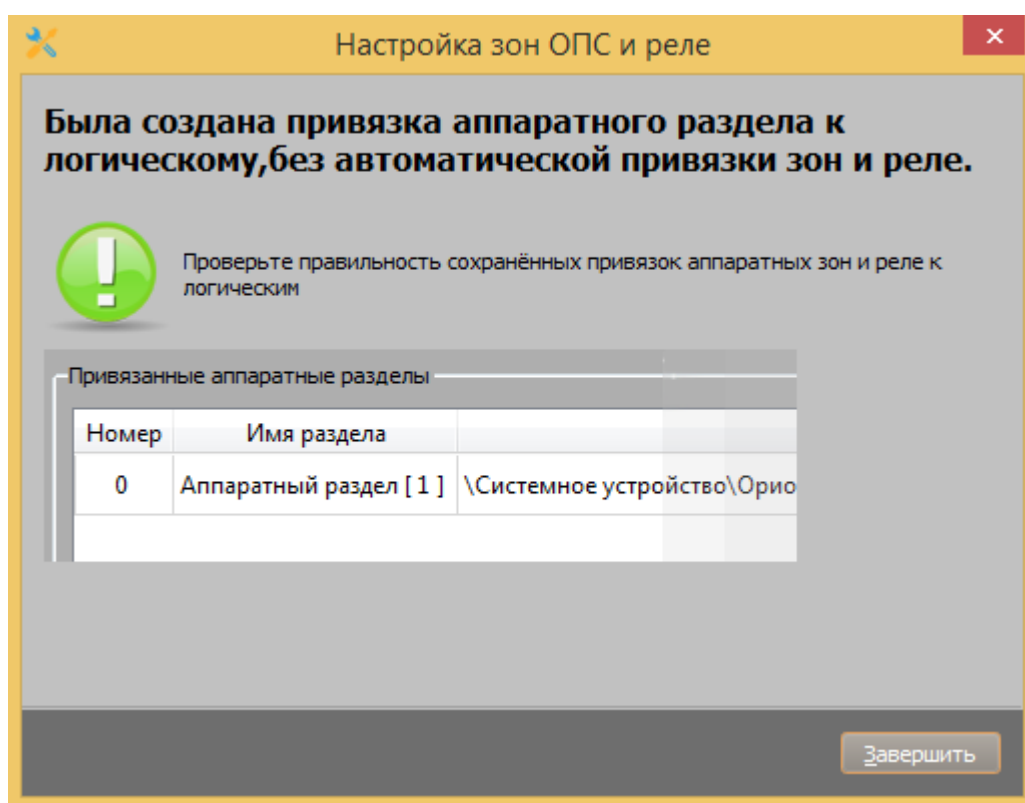 Настройка зон ОПС и реле
Была создана привязка аппаратного раздела к
логическому,без автоматической привязки зон и реле.
Проверьте правильность сохранённых привязок аппаратных зон и реле к
логическим
Привязанные аппаратные разделы
Номер Имя раздела
0 Аппаратный раздел [ 1 ] \Системное устройство\Орио
Завершить